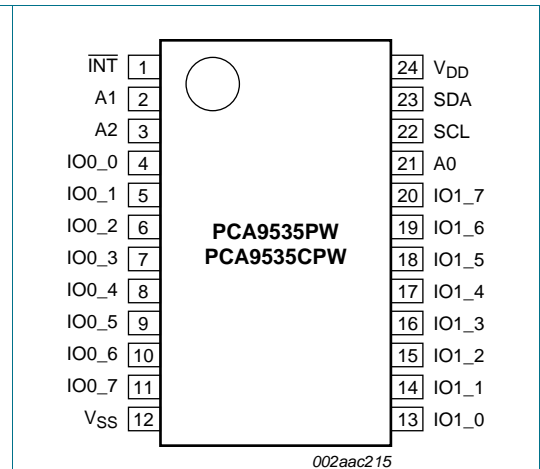 INT 1 24 VDD
A1 2 23 SDA
A2 3 22 SCL
IO0_0 4 21 A0
IO0_1 5 20 IO1_7
IO0_2 6 19 IO1_6
IO0_3 7 18 IO1_5
IO0_4 8 17 IO1_4
IO0_5 9 16 IO1_3
IO0_6 10 15 IO1_2
IO0_7 11 14 IO1_1
VSS 12 13 IO1_0
PCA9535PW
PCA9535CPW
002aac215